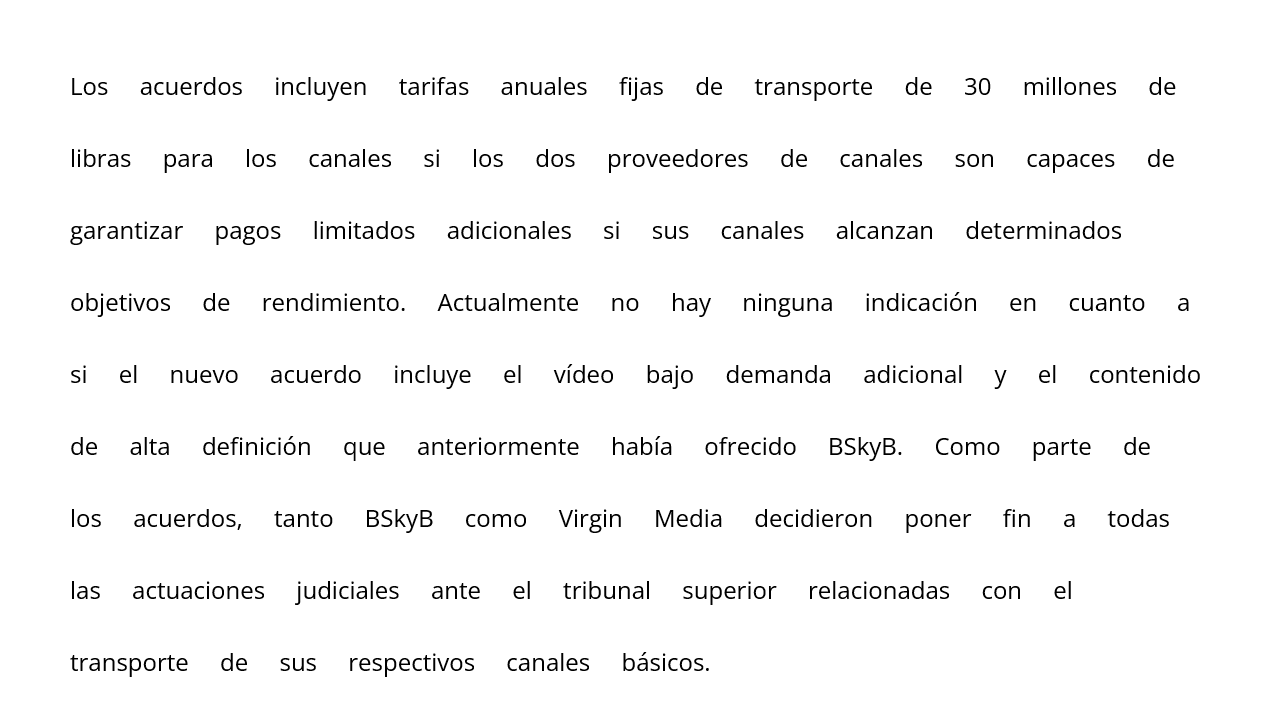 Los acuerdos incluyen tarifas anuales fijas de transporte de 30 millones de
libras para los canales si los dos proveedores de canales son capaces de
garantizar pagos limitados adicionales si sus canales alcanzan determinados
objetivos de rendimiento. Actualmente no hay ninguna indicación en cuanto a
si el nuevo acuerdo incluye el vídeo bajo demanda adicional y el contenido
de alta definición que anteriormente había ofrecido BSkyB. Como parte de
los acuerdos, tanto BSkyB como Virgin Media decidieron poner fin a todas
las actuaciones judiciales ante el tribunal superior relacionadas con el
transporte de sus respectivos canales básicos.